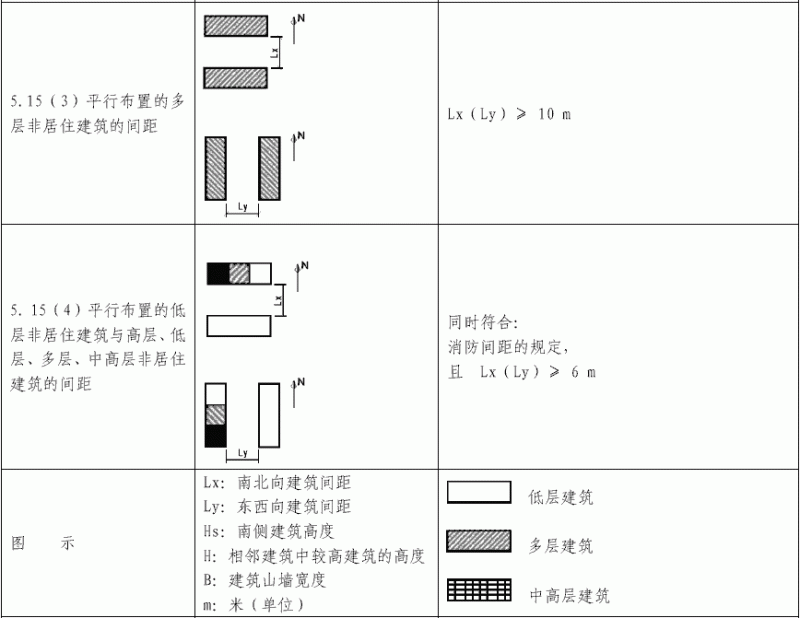 N
Lx
5.15(3)平行布置的多
层非居住建筑的间距
Lx(Ly)≥ 10 m
N
Ly
N
Lx
5. 15(4)平行布置的低
层非居住建筑与高层、低
层、多层、中高层非居住
建筑的间距
同时符合:
消防间距的规定,
且 Lx(Ly)≥ 6 m
N
Ly
图 示
Lx: 南北向建筑间距
Ly: 东西向建筑间距
Hs: 南侧建筑高度
H: 相邻建筑中较高建筑的高度
B: 建筑山墙宽度
m: 米(单位)
低层建筑
多层建筑
中高层建筑